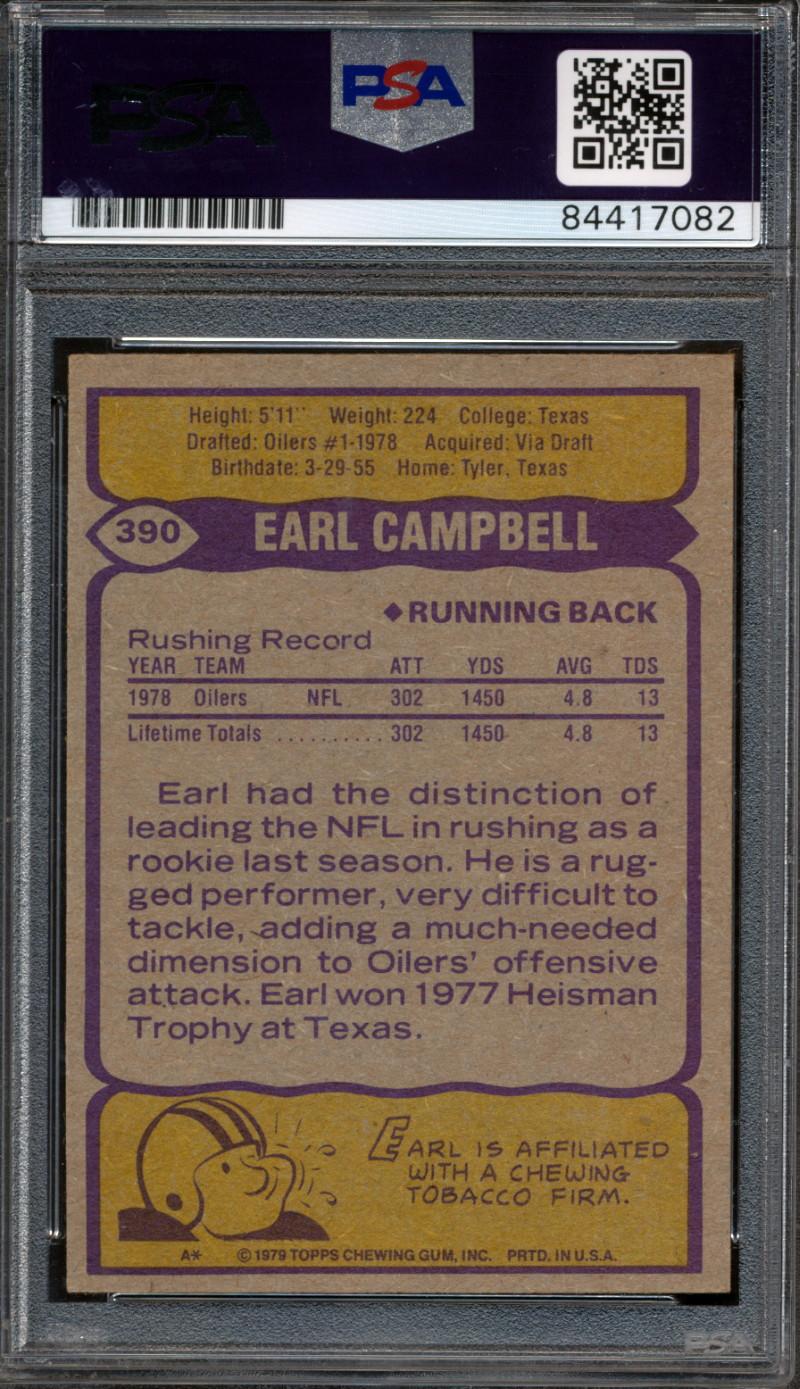 PSA
PSA
84417082
Height: 5'11" Weight: 224 College: Texas
Drafted: Oilers #1-1978 Acquired: Via Draft
Birthdate: 3-29-55 Home: Tyler, Texas
390 EARL CAMPBELL
◆RUNNING BACK
Rushing Record
YEAR TEAM ATT YDS AVG TDS
1978 Oilers NFL 302 1450 4.8 13
Lifetime Totals .......... 302 1450 4.8 13
Earl had the distinction of
leading the NFL in rushing as a
rookie last season. He is a rug-
ged performer, very difficult to
tackle, adding a much-needed
dimension to Oilers' offensive
attack. Earl won 1977 Heisman
Trophy at Texas.
EARL IS AFFILIATED
WITH A CHEWING
TOBACCO FIRM.
A* © 1979 TOPPS CHEWING GUM, INC. PRTD. IN U.S.A.
PSA